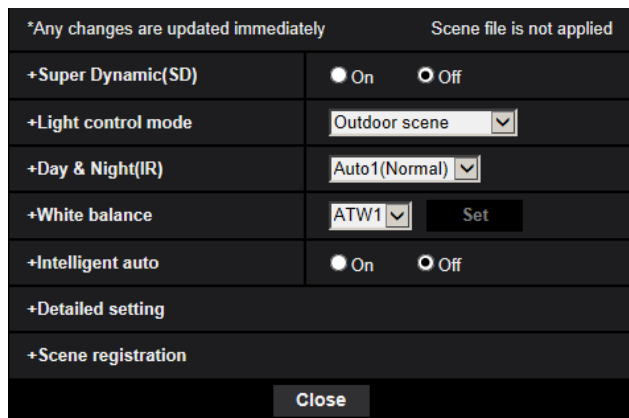 *Any changes are updated immediately Scene file is not applied
+Super Dynamic(SD) On Off
+Light control mode Outdoor scene
+Day & Night(IR) Auto1(Normal)
+White balance ATW1 Set
+Intelligent auto On Off
+Detailed setting
+Scene registration
Close